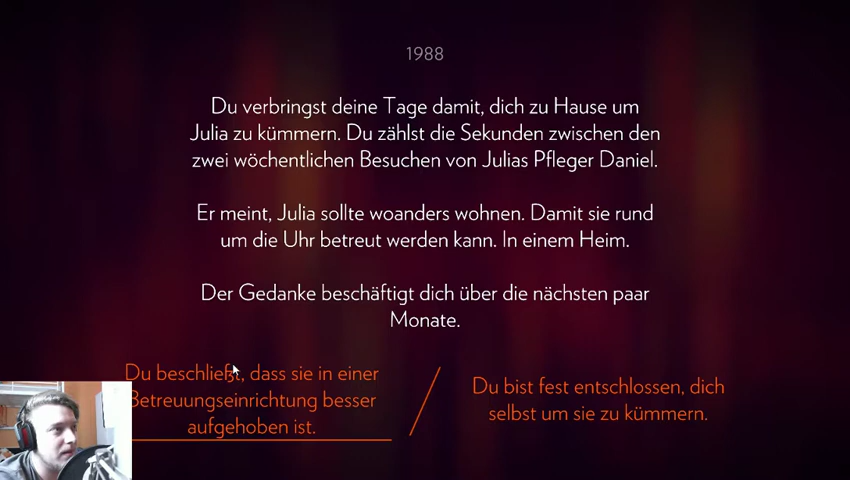 1988
Du verbringst deine Tage damit, dich zu Hause um
Julia zu kümmern. Du zählst die Sekunden zwischen den
zwei wöchentlichen Besuchen von Julias Pfleger Daniel.
Er meint, Julia sollte woanders wohnen. Damit sie rund
um die Uhr betreut werden kann. In einem Heim.
Der Gedanke beschäftigt dich über die nächsten paar
Monate.
Du beschließt, dass sie in einer
Betreuungseinrichtung besser
aufgehoben ist.
Du bist fest entschlossen, dich
selbst um sie zu kümmern.